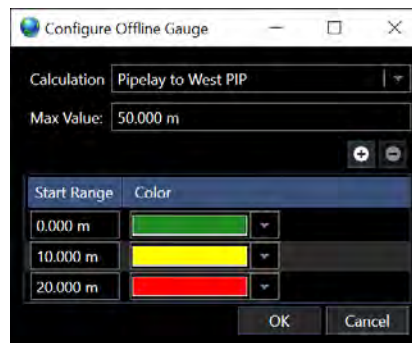 Configure Offline Gauge
Calculation Pipelay to West PIP
Max Value: 50.000 m
Start Range Color
0.000 m
10.000 m
20.000 m
OK Cancel